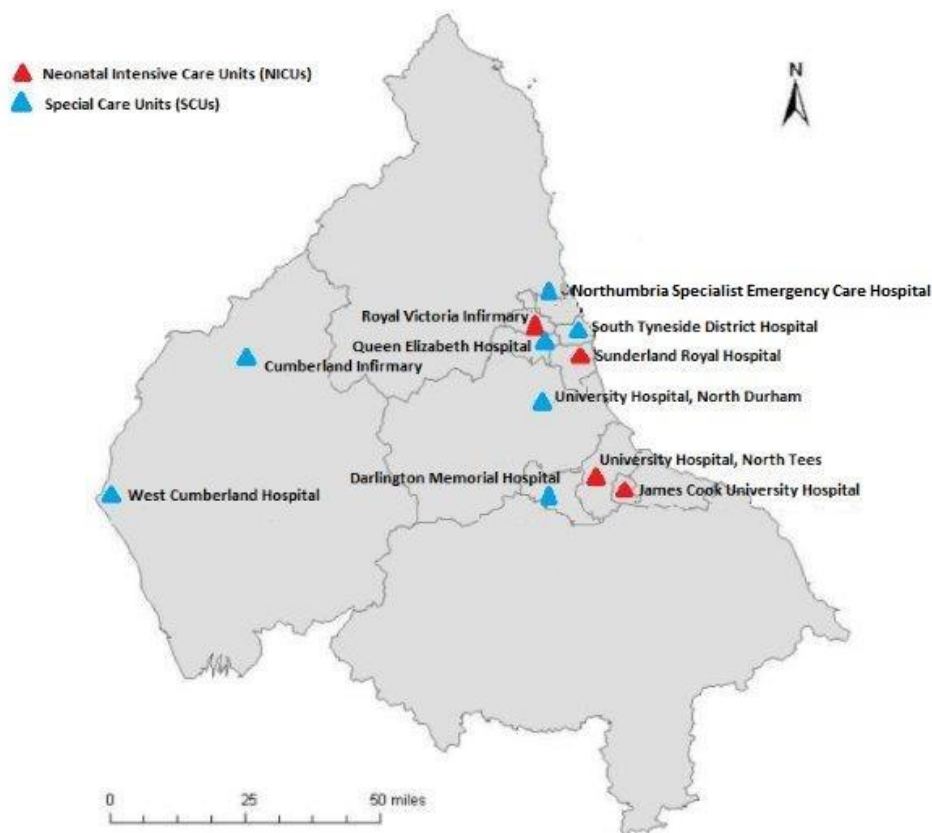 Neonatal Intensive Care Units (NICUs)
Special Care Units (SCUs)
N
Northumbria Specialist Emergency Care Hospital
Royal Victoria Infirmary
South Tyneside District Hospital
Queen Elizabeth Hospital
Sunderland Royal Hospital
Cumberland Infirmary
University Hospital, North Durham
University Hospital, North Tees
Darlington Memorial Hospital
James Cook University Hospital
West Cumberland Hospital
0 25 50 miles